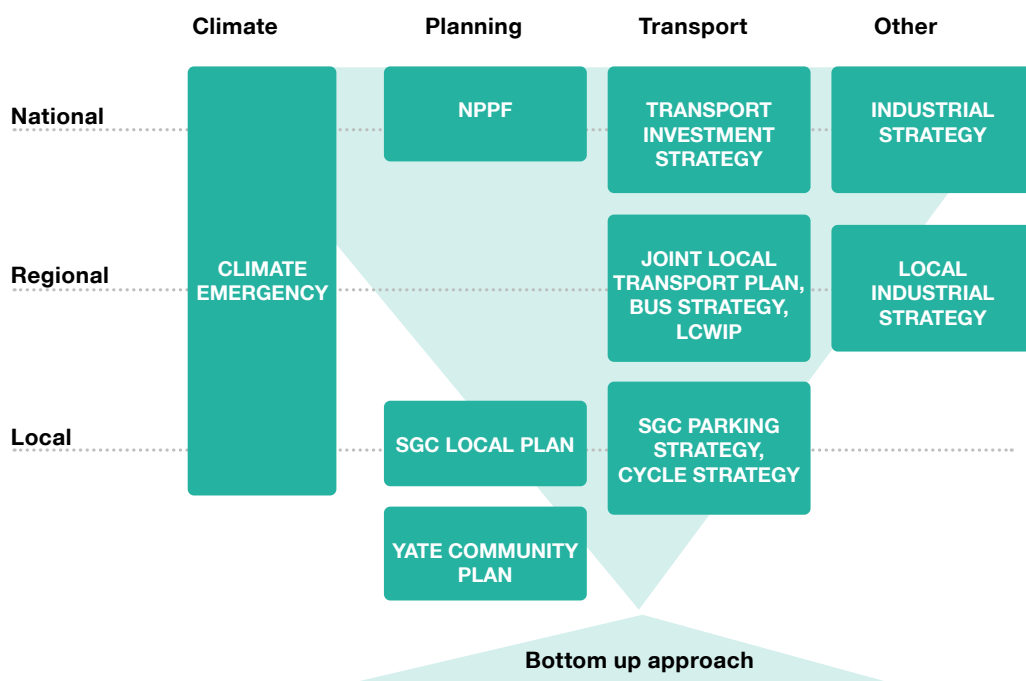 Climate
Planning
Transport
Other
National
NPPF
TRANSPORT
INVESTMENT
STRATEGY
INDUSTRIAL
STRATEGY
Regional
CLIMATE
EMERGENCY
JOINT LOCAL
TRANSPORT PLAN,
BUS STRATEGY,
LCWIP
LOCAL
INDUSTRIAL
STRATEGY
Local
SGC LOCAL PLAN
SGC PARKING
STRATEGY,
CYCLE STRATEGY
YATE COMMUNITY
PLAN
Bottom up approach